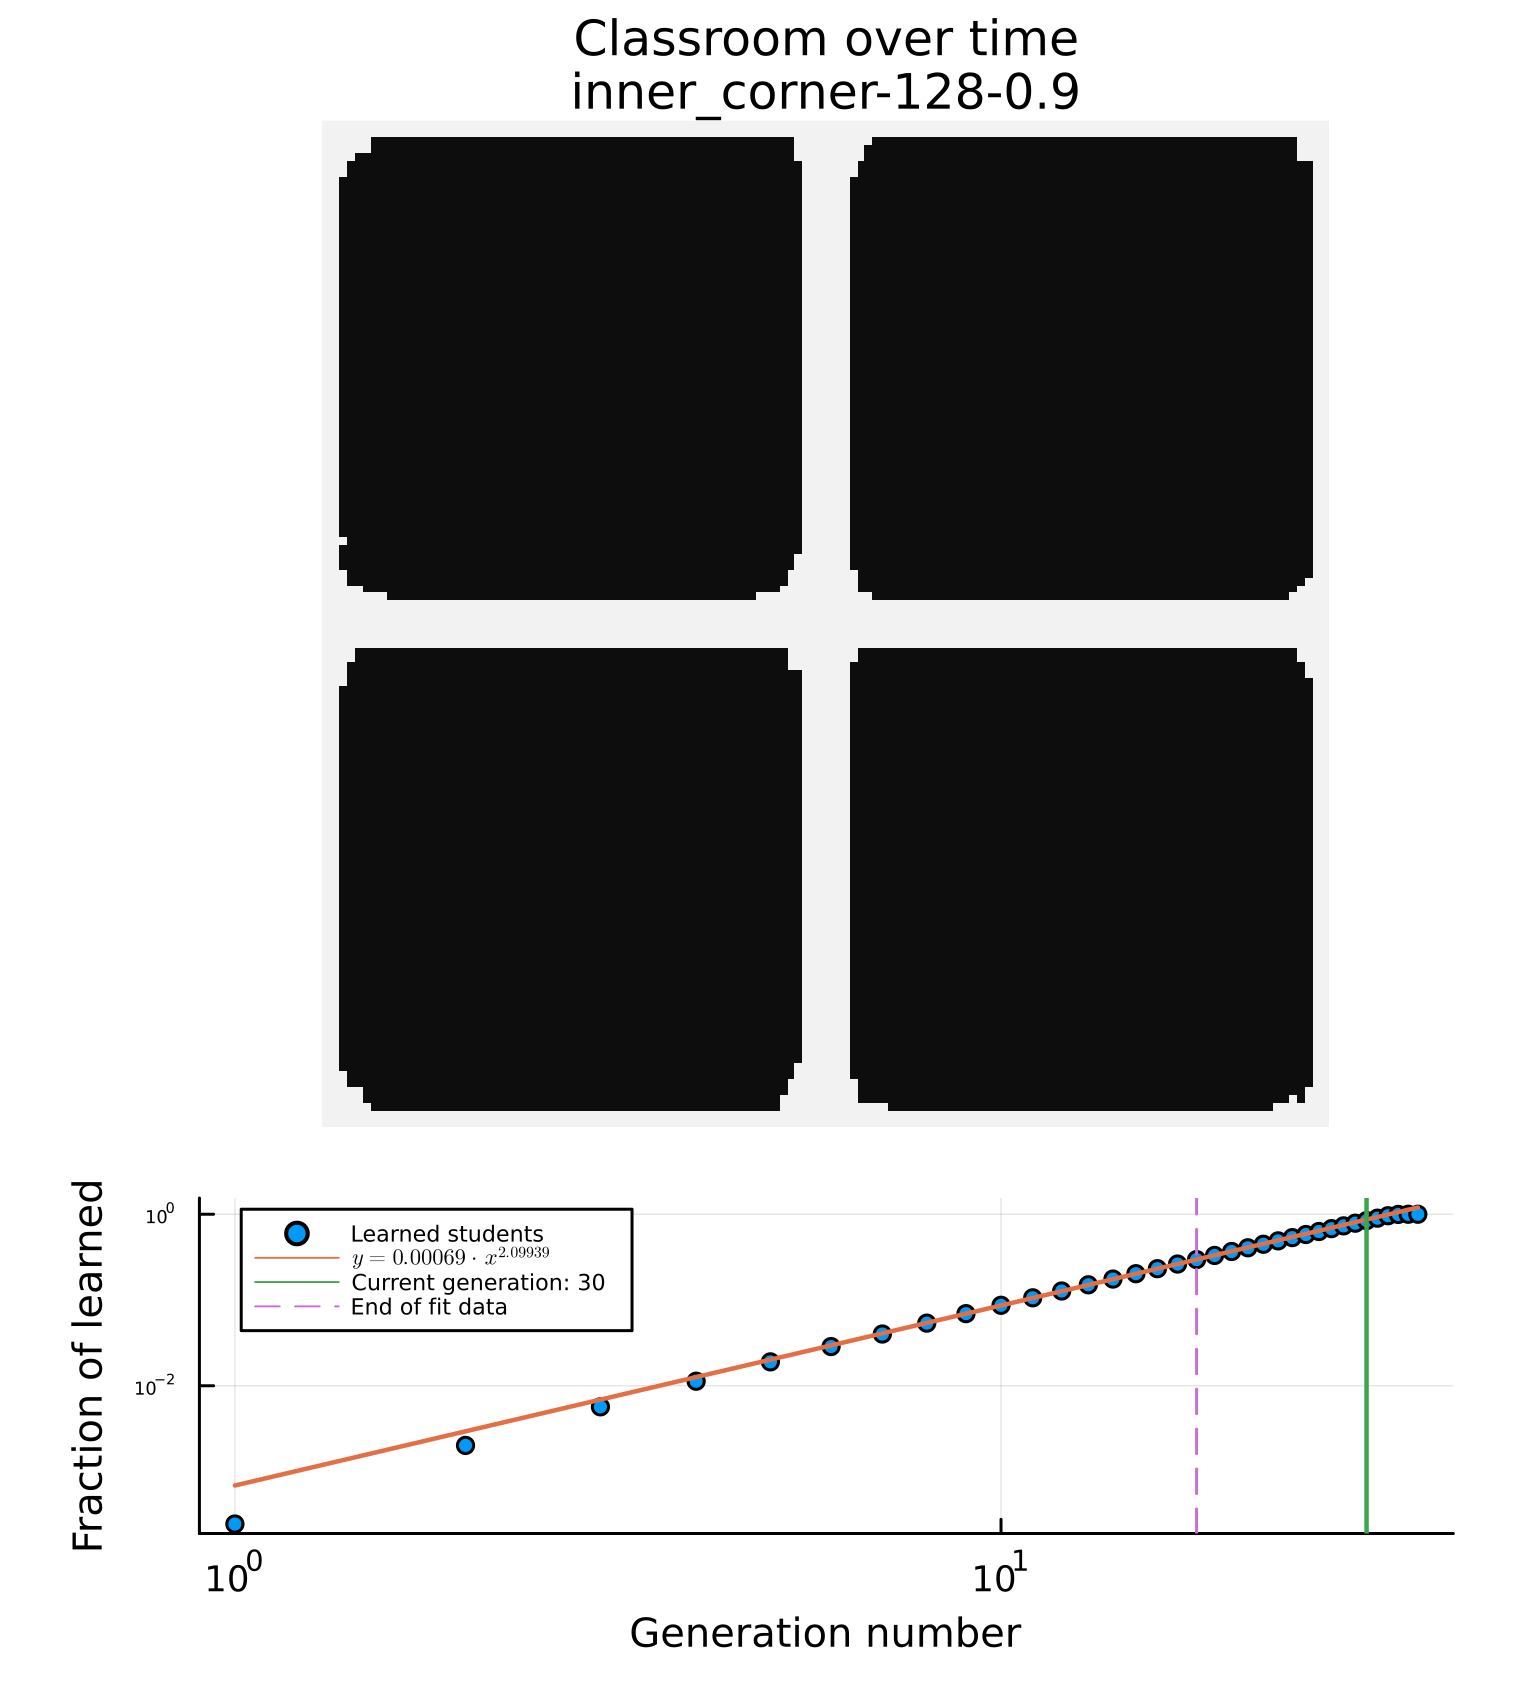 Classroom over time
inner_corner-128-0.9
Fraction of learned
10^0
10^-2
Learned students
y = 0.00069 · x^2.09939
Current generation: 30
End of fit data
10^0
10^1
Generation number